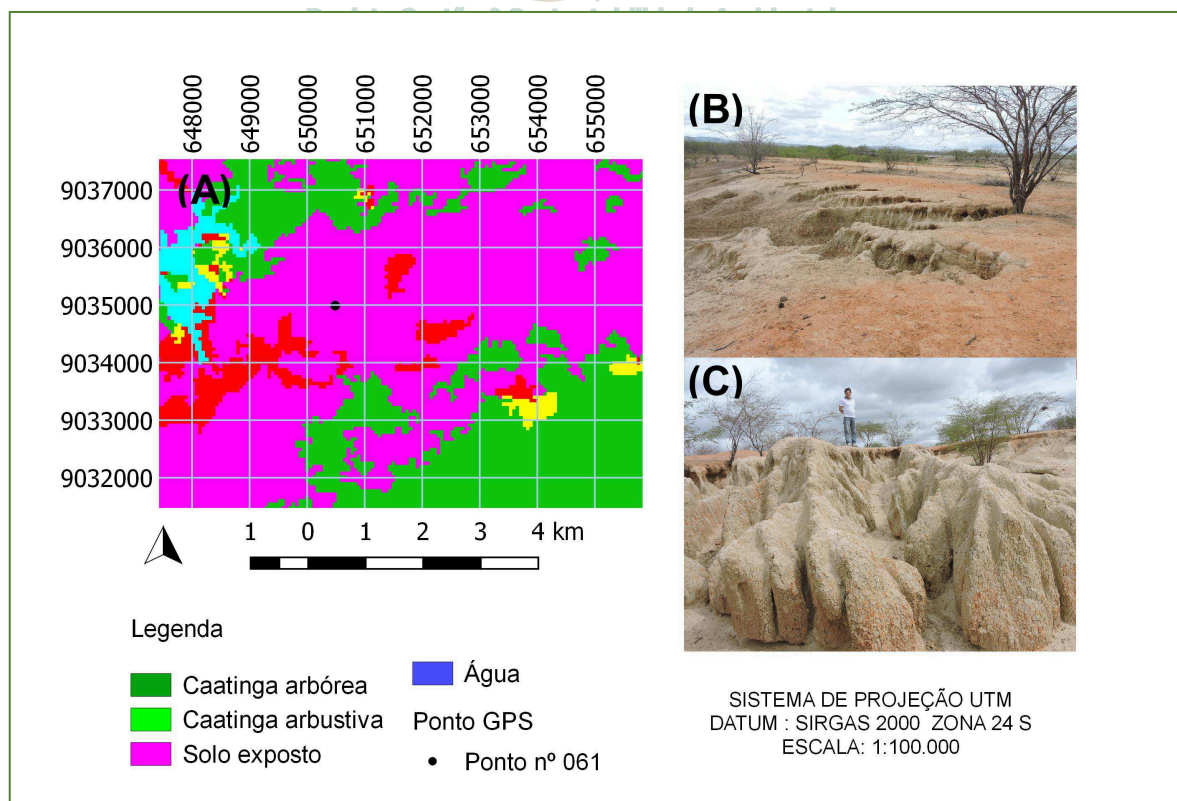 648000
649000
650000
651000
652000
653000
654000
655000
(A)
9037000
9036000
9035000
9034000
9033000
9032000
1 0 1 2 3 4 km
Legenda
Caatinga arbórea
Caatinga arbustiva
Solo exposto
Água
Ponto GPS
Ponto nº 061
(B)
(C)
SISTEMA DE PROJEÇÃO UTM
DATUM : SIRGAS 2000 ZONA 24 S
ESCALA: 1:100.000